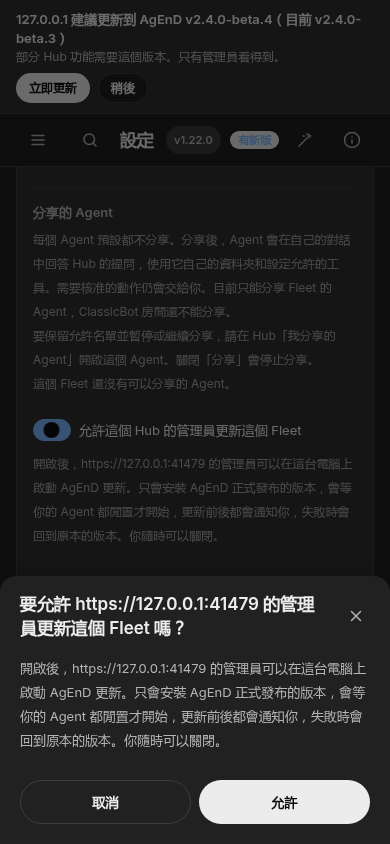 127.0.0.1 建議更新到 AgEnD v2.4.0-beta.4（目前 v2.4.0-
beta.3）
部分 Hub 功能需要這個版本。只有管理員看得到。
立即更新
稍後
設定
v1.22.0
有新版
分享的 Agent
每個 Agent 預設都不分享。分享後，Agent 會在自己的對話
中回答 Hub 的提問，使用它自己的資料夾和設定允許的工
具。需要核准的動作仍會交給你。目前只能分享 Fleet 的
Agent，ClassicBot 房間還不能分享。
要保留允許名單並暫停或繼續分享，請在 Hub「我分享的
Agent」開啟這個 Agent。關閉「分享」會停止分享。
這個 Fleet 還沒有可以分享的 Agent。
允許這個 Hub 的管理員更新這個 Fleet
開啟後，https://127.0.0.1:41479 的管理員可以在這台電腦上
啟動 AgEnD 更新。只會安裝 AgEnD 正式發布的版本，會等
你的 Agent 都閒置才開始，更新前後都會通知你，失敗時會
回到原本的版本。你隨時可以關閉。
要允許 https://127.0.0.1:41479 的管理
員更新這個 Fleet 嗎？
開啟後，https://127.0.0.1:41479 的管理員可以在這台電腦上
啟動 AgEnD 更新。只會安裝 AgEnD 正式發布的版本，會等
你的 Agent 都閒置才開始，更新前後都會通知你，失敗時會
回到原本的版本。你隨時可以關閉。
取消
允許